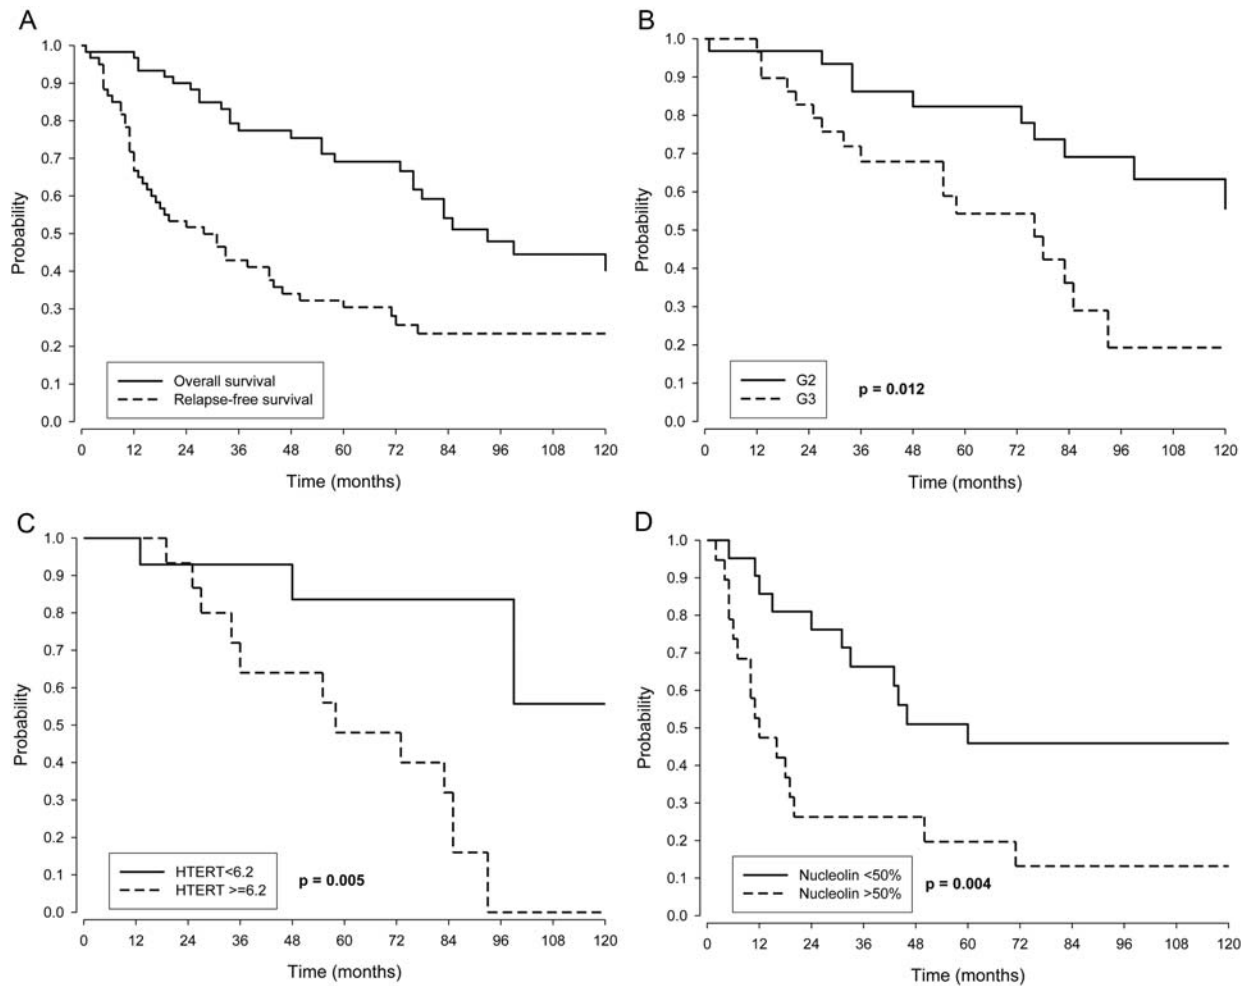 A
1.0
0.9
0.8
0.7
0.6
0.5
0.4
0.3
0.2
0.1
0.0
Probability
Overall survival
Relapse-free survival
0 12 24 36 48 60 72 84 96 108 120
Time (months)
B
1.0
0.9
0.8
0.7
0.6
0.5
0.4
0.3
0.2
0.1
0.0
Probability
G2
G3
p = 0.012
0 12 24 36 48 60 72 84 96 108 120
Time (months)
C
1.0
0.9
0.8
0.7
0.6
0.5
0.4
0.3
0.2
0.1
0.0
Probability
HTERT<6.2
HTERT >=6.2
p = 0.005
0 12 24 36 48 60 72 84 96 108 120
Time (months)
D
1.0
0.9
0.8
0.7
0.6
0.5
0.4
0.3
0.2
0.1
0.0
Probability
Nucleolin <50%
Nucleolin >50%
p = 0.004
0 12 24 36 48 60 72 84 96 108 120
Time (months)